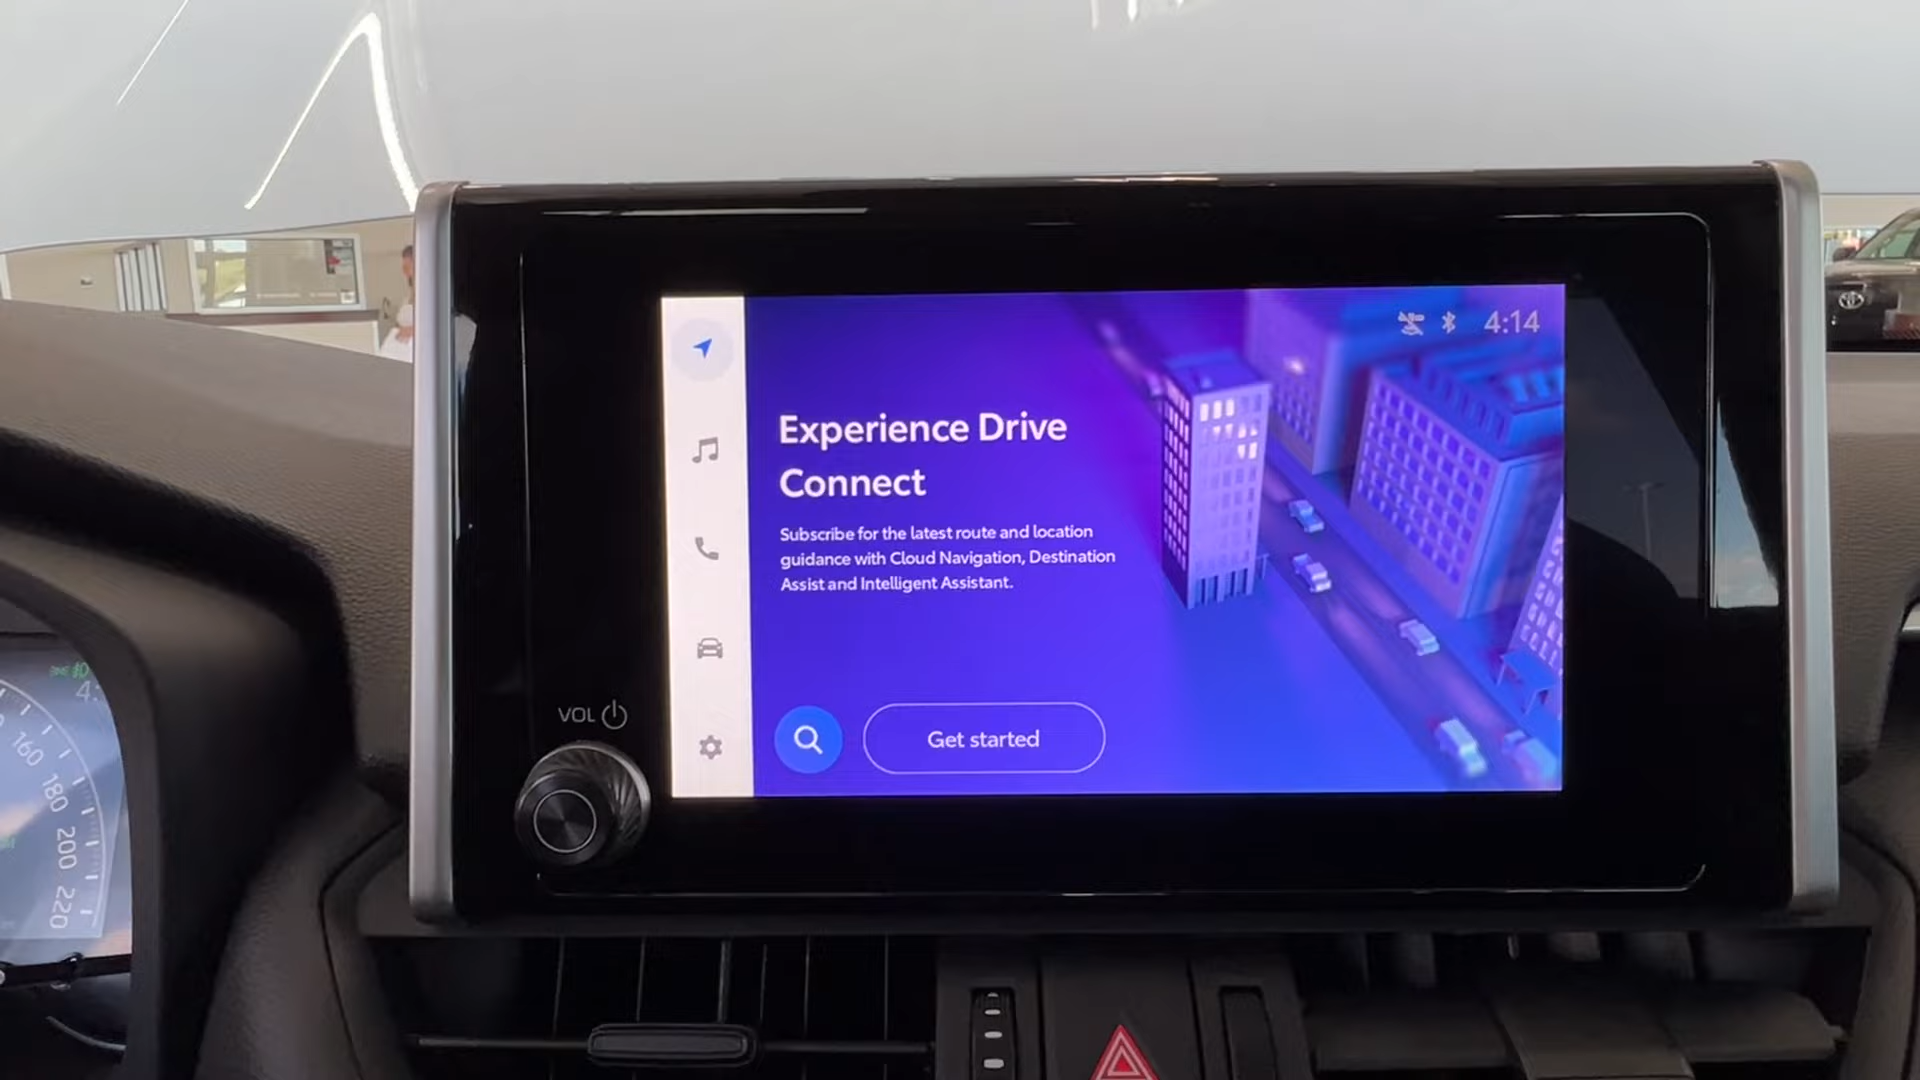 4:14
Experience Drive
Connect
Subscribe for the latest route and location
guidance with Cloud Navigation, Destination
Assist and Intelligent Assistant.
Get started
VOL
160
180
200
220